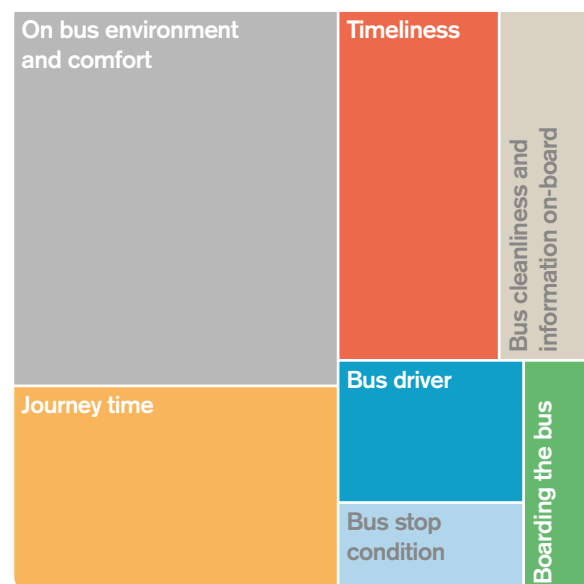 On bus environment
and comfort
Timeliness
Bus cleanliness and
information on-board
Journey time
Bus driver
Bus stop
condition
Boarding the bus